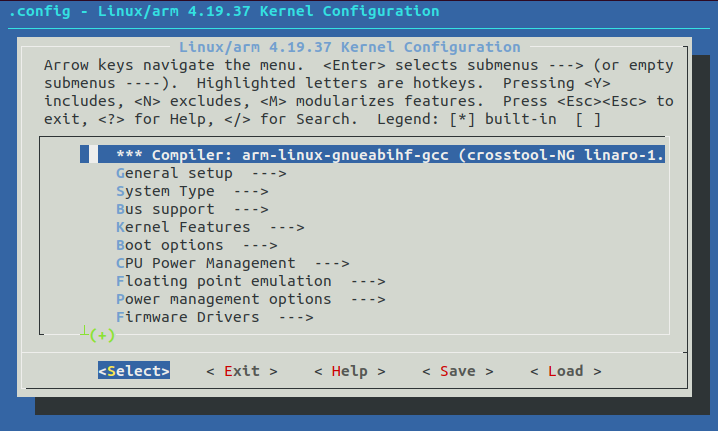 .config - Linux/arm 4.19.37 Kernel Configuration
Linux/arm 4.19.37 Kernel Configuration
Arrow keys navigate the menu.  <Enter> selects submenus ---> (or empty
submenus ----).  Highlighted letters are hotkeys.  Pressing <Y>
includes, <N> excludes, <M> modularizes features.  Press <Esc><Esc> to
exit, <?> for Help, </> for Search.  Legend: [*] built-in  [ ]
*** Compiler: arm-linux-gnueabihf-gcc (crosstool-NG linaro-1.
General setup  --->
System Type  --->
Bus support  --->
Kernel Features  --->
Boot options  --->
CPU Power Management  --->
Floating point emulation  --->
Power management options  --->
Firmware Drivers  --->
┴(+)
<Select>    < Exit >    < Help >    < Save >    < Load >